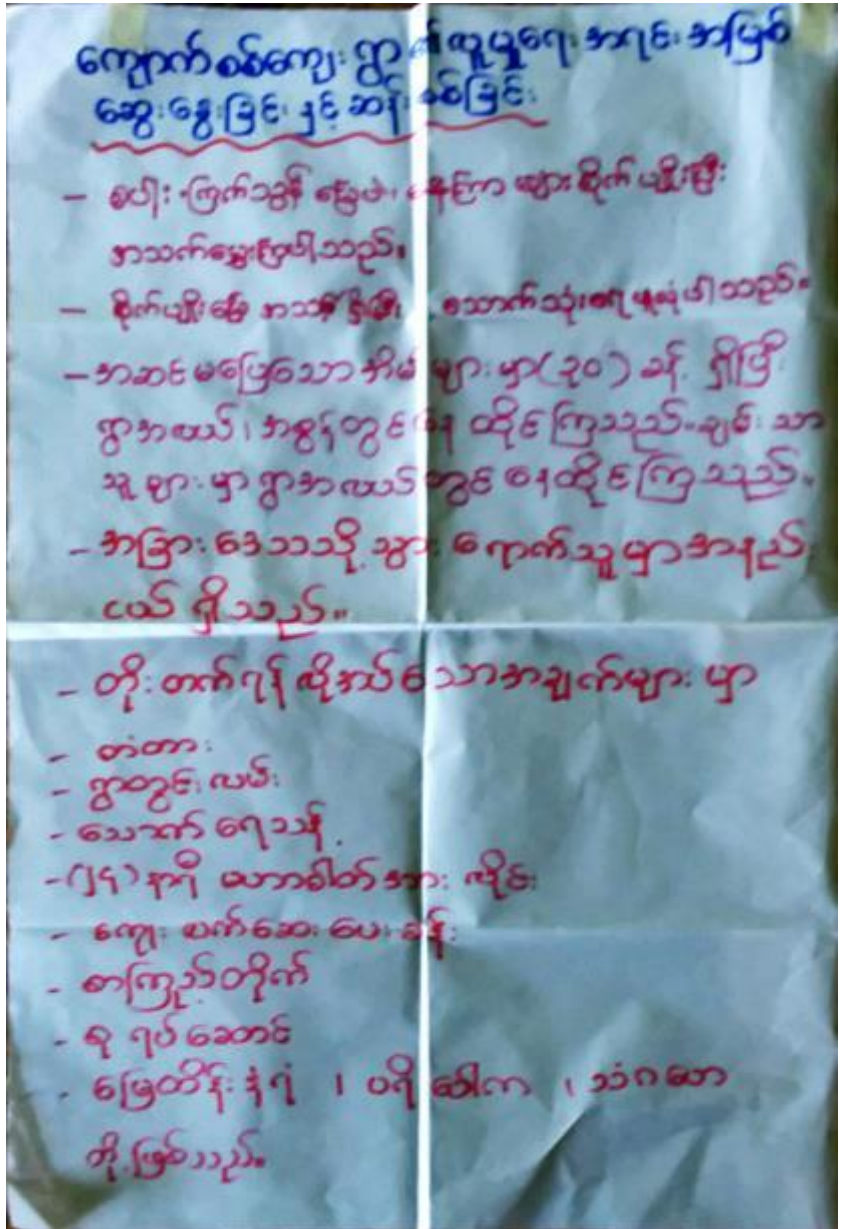 ကျောက်စစ်ကျေးရွာ ၏ လူမှုရေး အရင်းအမြစ်
ဆွေးနွေးခြင်းနှင့် ဆန်းစစ်ခြင်း
- စပါး၊ ကြက်သွန် မြေပဲ၊ နေကြာ များစိုက်ပျိုးပြီး
အသက်မွေးကြပါသည်။
- စိုက်ပျိုးမြေ အသင့်ရှိပြီး သောက်သုံးရေ ဖူလုံပါသည်။
- အဆင်မပြေသောအိမ်များမှာ (၃၀) ခန့် ရှိပြီး
ရွာအလယ်၊ အစွန်တွင် နေထိုင်ကြသည်။ ချမ်းသာ
သူများမှာ ရွာအလယ်တွင် နေထိုင်ကြသည်။
- အခြားဒေသသို့ သွားရောက်သူမှာ အနည်း
ငယ် ရှိသည်။
- တိုးတက်ရန် လိုအပ်သောအချက်များ မှာ
- တံတား
- ရွာတွင်းလမ်း
- သောက်ရေသန့်
- (၂၄) နာရီ မဟာဓါတ်အားလိုင်း
- ကျေးလက်ဆေးပေးခန်း
- စာကြည့်တိုက်
- စုရပ်ဆောင်
- မြေထိန်းနံရံ ၊ ပရိဘောဂ ၊ သံဂဟေ
တို့ဖြစ်သည်။